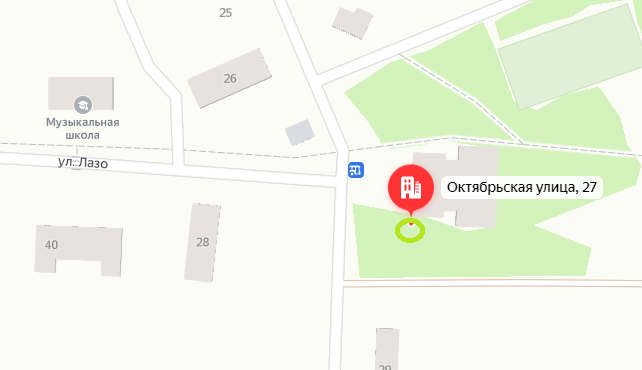 25
26
Музыкальная
школа
ул. Лазо
Октябрьская улица, 27
40
28
29